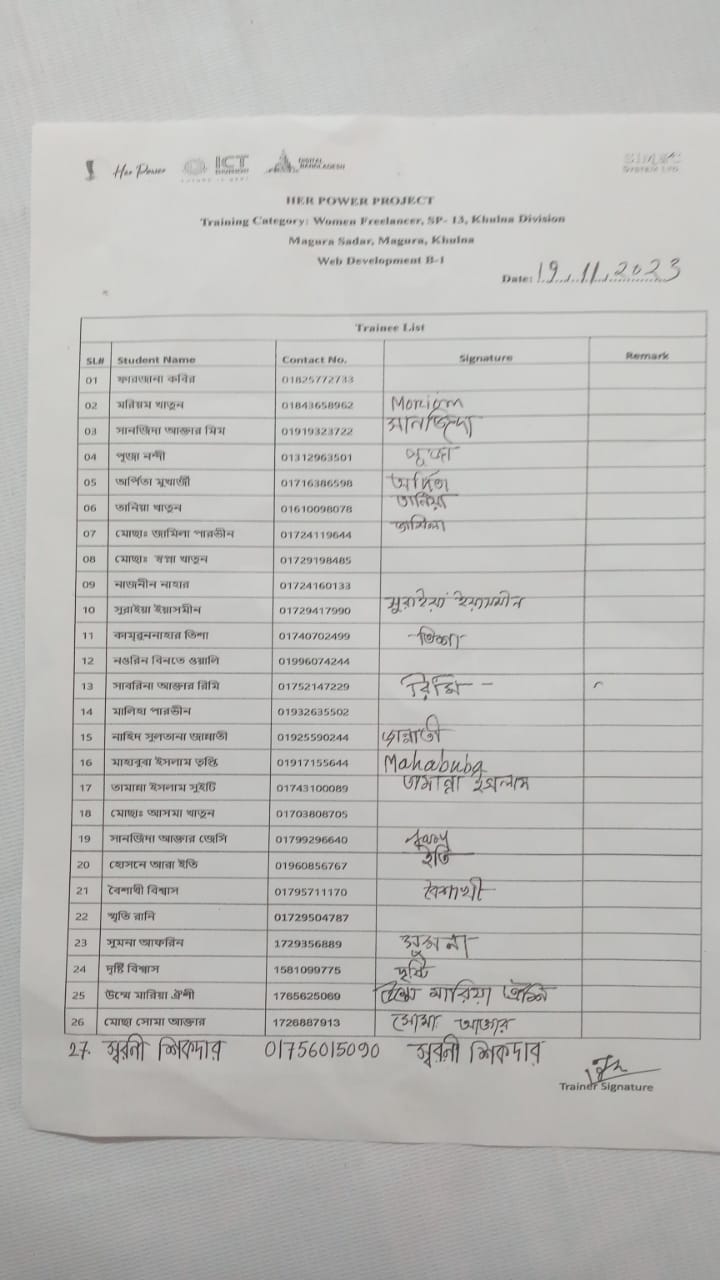 Her Power ICT DIVISION DIGITAL BANGLADESH SIMEC System Ltd.
HER POWER PROJECT
Training Category: Women Freelancer, SP- 13, Khulna Division
Magura Sadar, Magura, Khulna
Web Development B-1
Date: 19.11.2023
Trainee List
SL# Student Name Contact No. Signature Remark
01 ফারজানা কবির 01825772733
02 মরিয়ম খাতুন 01843658962 Moriom
03 সানজিদা আক্তার মিম 01919323722 সানজিদা
04 পুজা নন্দী 01312963501 পূজা
05 অর্পিতা মুখার্জী 01716386598 অর্পিতা
06 তানিয়া খাতুন 01610098078 তানিয়া
07 মোছাঃ জামিলা পারভীন 01724119644 জামিলা
08 মোছাঃ স্বপ্না খাতুন 01729198485
09 নাজনীন নাহার 01724160133
10 সুরাইয়া ইয়াসমীন 01729417990 সুরাইয়া ইয়াসমীন
11 কামরুননাহার তিশা 01740702499 তিশা
12 নওরিন বিনতে ওয়ালি 01996074244
13 সাবরিনা আক্তার রিমি 01752147229 রিমি
14 মালিহা পারভীন 01932635502
15 নাহিদ সুলতানা জান্নাতী 01925590244 জান্নাতী
16 মাহাবুবা ইসলাম তৃপ্তি 01917155644 Mahabuba
17 তামান্না ইসলাম সুইটি 01743100089 তামান্না ইসলাম
18 মোছাঃ আসমা খাতুন 01703808705
19 সানজিদা আক্তার জেসি 01799296640
20 হোসনে আরা ইতি 01960856767 ইতি
21 বৈশাখী বিশ্বাস 01795711170 বৈশাখী
22 স্মৃতি রানি 01729504787
23 সুমনা আফরিন 1729356889 সুমনা
24 দৃষ্টি বিশ্বাস 1581099775 দৃষ্টি
25 উম্মে মারিয়া ঐশী 1765625069 উম্মে মারিয়া ঐশি
26 মোছা সোমা আক্তার 1726887913 সোমা আক্তার
27. সুরনী শিকদার 01756015090 সুরনী শিকদার
Trainer Signature